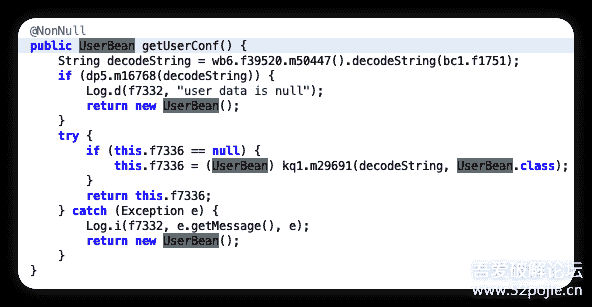 @NonNull
public UserBean getUserConf() {
String decodeString = wb6.f39520.m50447().decodeString(bc1.f1751);
if (dp5.m16768(decodeString)) {
Log.d(f7332, "user data is null");
return new UserBean();
}
try {
if (this.f7336 == null) {
this.f7336 = (UserBean) kq1.m29691(decodeString, UserBean.class);
}
return this.f7336;
} catch (Exception e) {
Log.i(f7332, e.getMessage(), e);
return new UserBean();
}
}
吾爱破解论坛
www.52pojie.cn